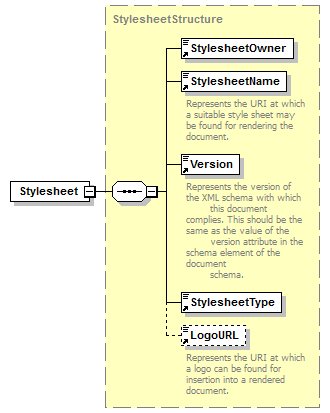 StylesheetStructure
StylesheetOwner
StylesheetName
Represents the URI at which
a suitable style sheet may
be found for rendering the
document.
Version
Represents the version of
the XML schema with which
this document
complies. This should be the
same as the value of the
version attribute in the
schema element of the
document
schema.
Stylesheet
StylesheetType
LogoURL
Represents the URI at which
a logo can be found for
insertion into a rendered
document.